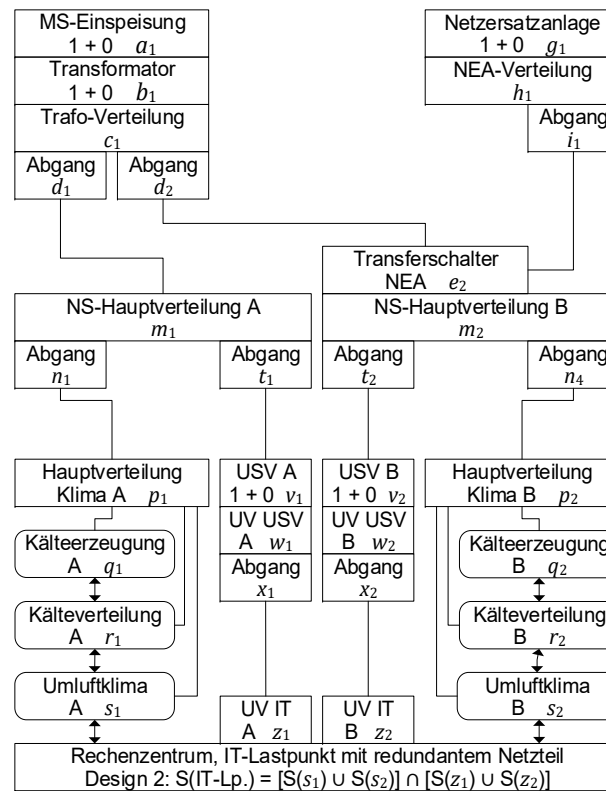 MS-Einspeisung
1 + 0 a₁
Transformator
1 + 0 b₁
Trafo-Verteilung
c₁
Abgang
d₁
Abgang
d₂
Netzersatzanlage
1 + 0 g₁
NEA-Verteilung
h₁
Abgang
i₁
Transferschalter
NEA e₂
NS-Hauptverteilung A
m₁
NS-Hauptverteilung B
m₂
Abgang
n₁
Abgang
t₁
Abgang
t₂
Abgang
n₄
Hauptverteilung
Klima A p₁
USV A
1 + 0 v₁
USV B
1 + 0 v₂
Hauptverteilung
Klima B p₂
UV USV
A w₁
UV USV
B w₂
Kälteerzeugung
A q₁
Abgang
x₁
Abgang
x₂
Kälteerzeugung
B q₂
Kälteverteilung
A r₁
Kälteverteilung
B r₂
Umluftklima
A s₁
UV IT
A z₁
UV IT
B z₂
Umluftklima
B s₂
Rechenzentrum, IT-Lastpunkt mit redundantem Netzteil
Design 2: S(IT-Lp.) = [S(s₁) ∪ S(s₂)] ∩ [S(z₁) ∪ S(z₂)]